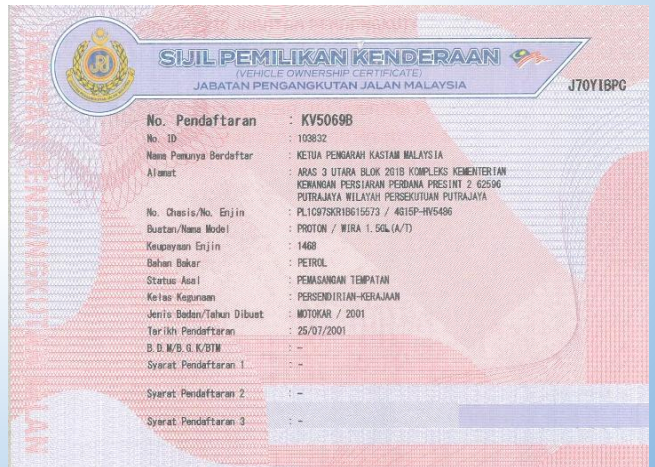 SIJIL PEMILIKAN KENDERAAN
(VEHICLE OWNERSHIP CERTIFICATE)
JABATAN PENGANGKUTAN JALAN MALAYSIA
J70YIBPC
No. Pendaftaran : KV5069B
No. ID : 103832
Nama Pemunya Berdaftar : KETUA PENGARAH KASTAM MALAYSIA
Alamat : ARAS 3 UTARA BLOK 201B KOMPLEKS KEMENTERIAN
KEWANGAN PERSIARAN PERDANA PRESINT 2 62596
PUTRAJAYA WILAYAH PERSEKUTUAN PUTRAJAYA
No. Chasis/No. Enjin : PL1C97SKR1B615573 / 4G15P-HV5486
Buatan/Nama Model : PROTON / WIRA 1.5GL(A/T)
Keupayaan Enjin : 1468
Bahan Bakar : PETROL
Status Asal : PEMASANGAN TEMPATAN
Kelas Kegunaan : PERSENDIRIAN-KERAJAAN
Jenis Badan/Tahun Dibuat : MOTOKAR / 2001
Tarikh Pendaftaran : 25/07/2001
B.D.M/B.G.K/BTM : -
Syarat Pendaftaran 1 : -
Syarat Pendaftaran 2 : -
Syarat Pendaftaran 3 : -